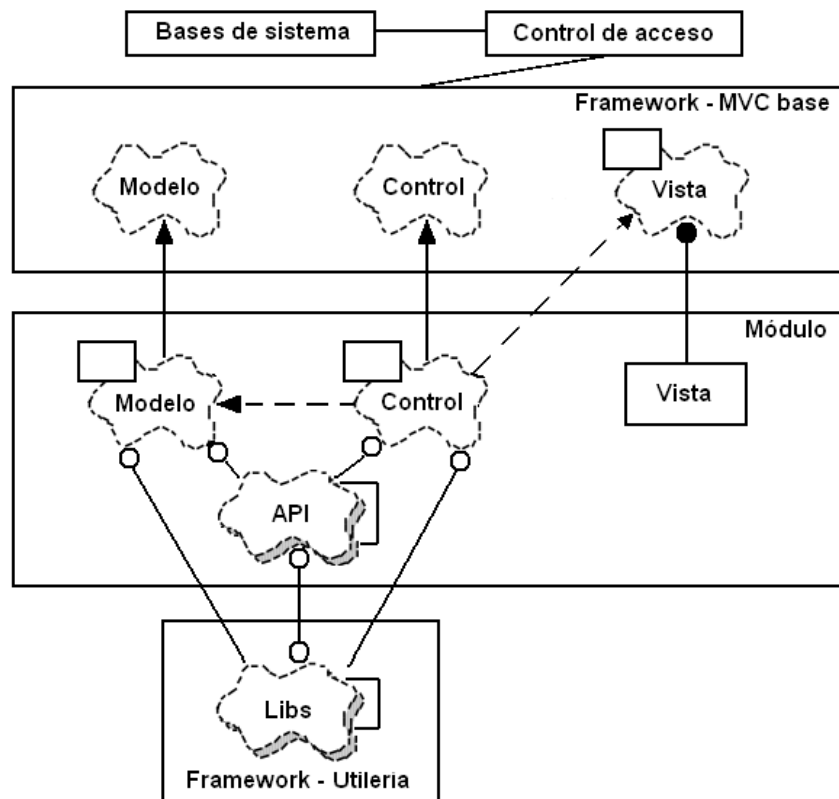 Bases de sistema
Control de acceso
Framework - MVC base
Modelo
Control
Vista
Módulo
Modelo
Control
Vista
API
Libs
Framework - Utileria